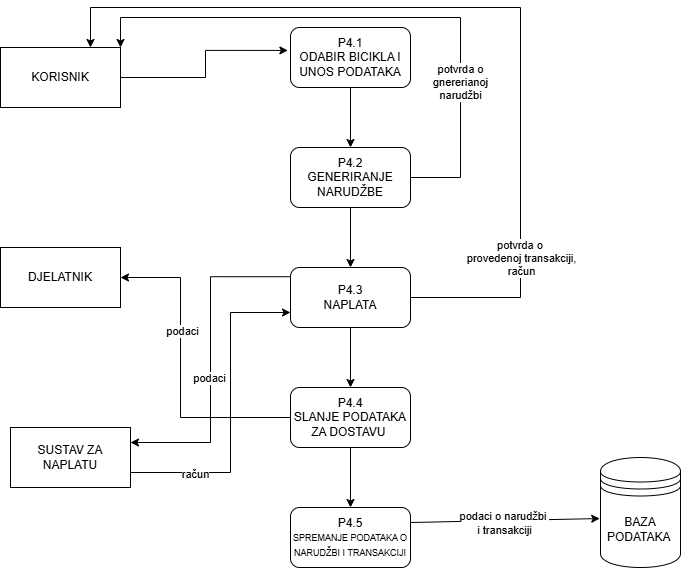 P4.1
ODABIR BICIKLA I
UNOS PODATAKA
KORISNIK
potvrda o
gnererianoj
narudžbi
P4.2
GENERIRANJE
NARUDŽBE
potvrda o
provedenoj transakciji,
račun
DJELATNIK
P4.3
NAPLATA
podaci
podaci
P4.4
SLANJE PODATAKA
ZA DOSTAVU
SUSTAV ZA
NAPLATU
račun
P4.5
SPREMANJE PODATAKA O
NARUDŽBI I TRANSAKCIJI
podaci o narudžbi
i transakciji
BAZA
PODATAKA